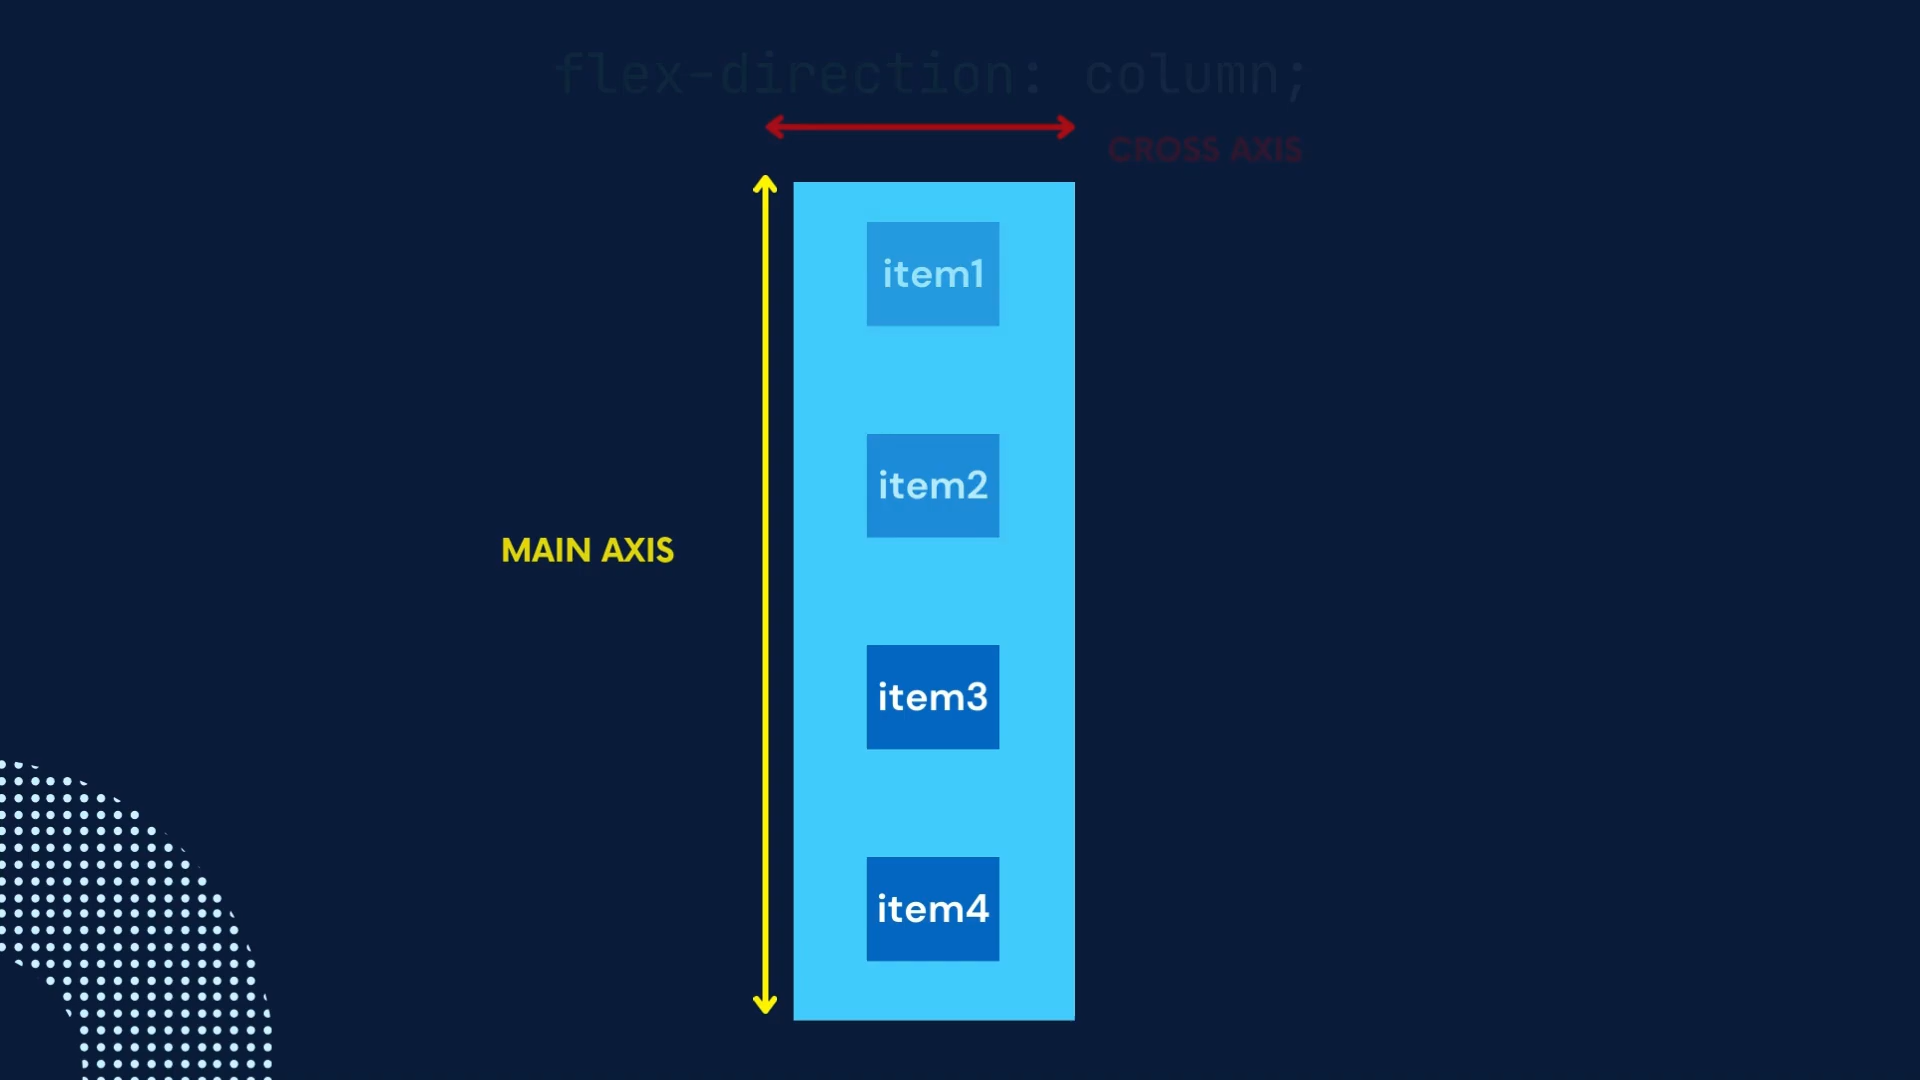 flex-direction: column;
CROSS AXIS
item1
item2
MAIN AXIS
item3
item4